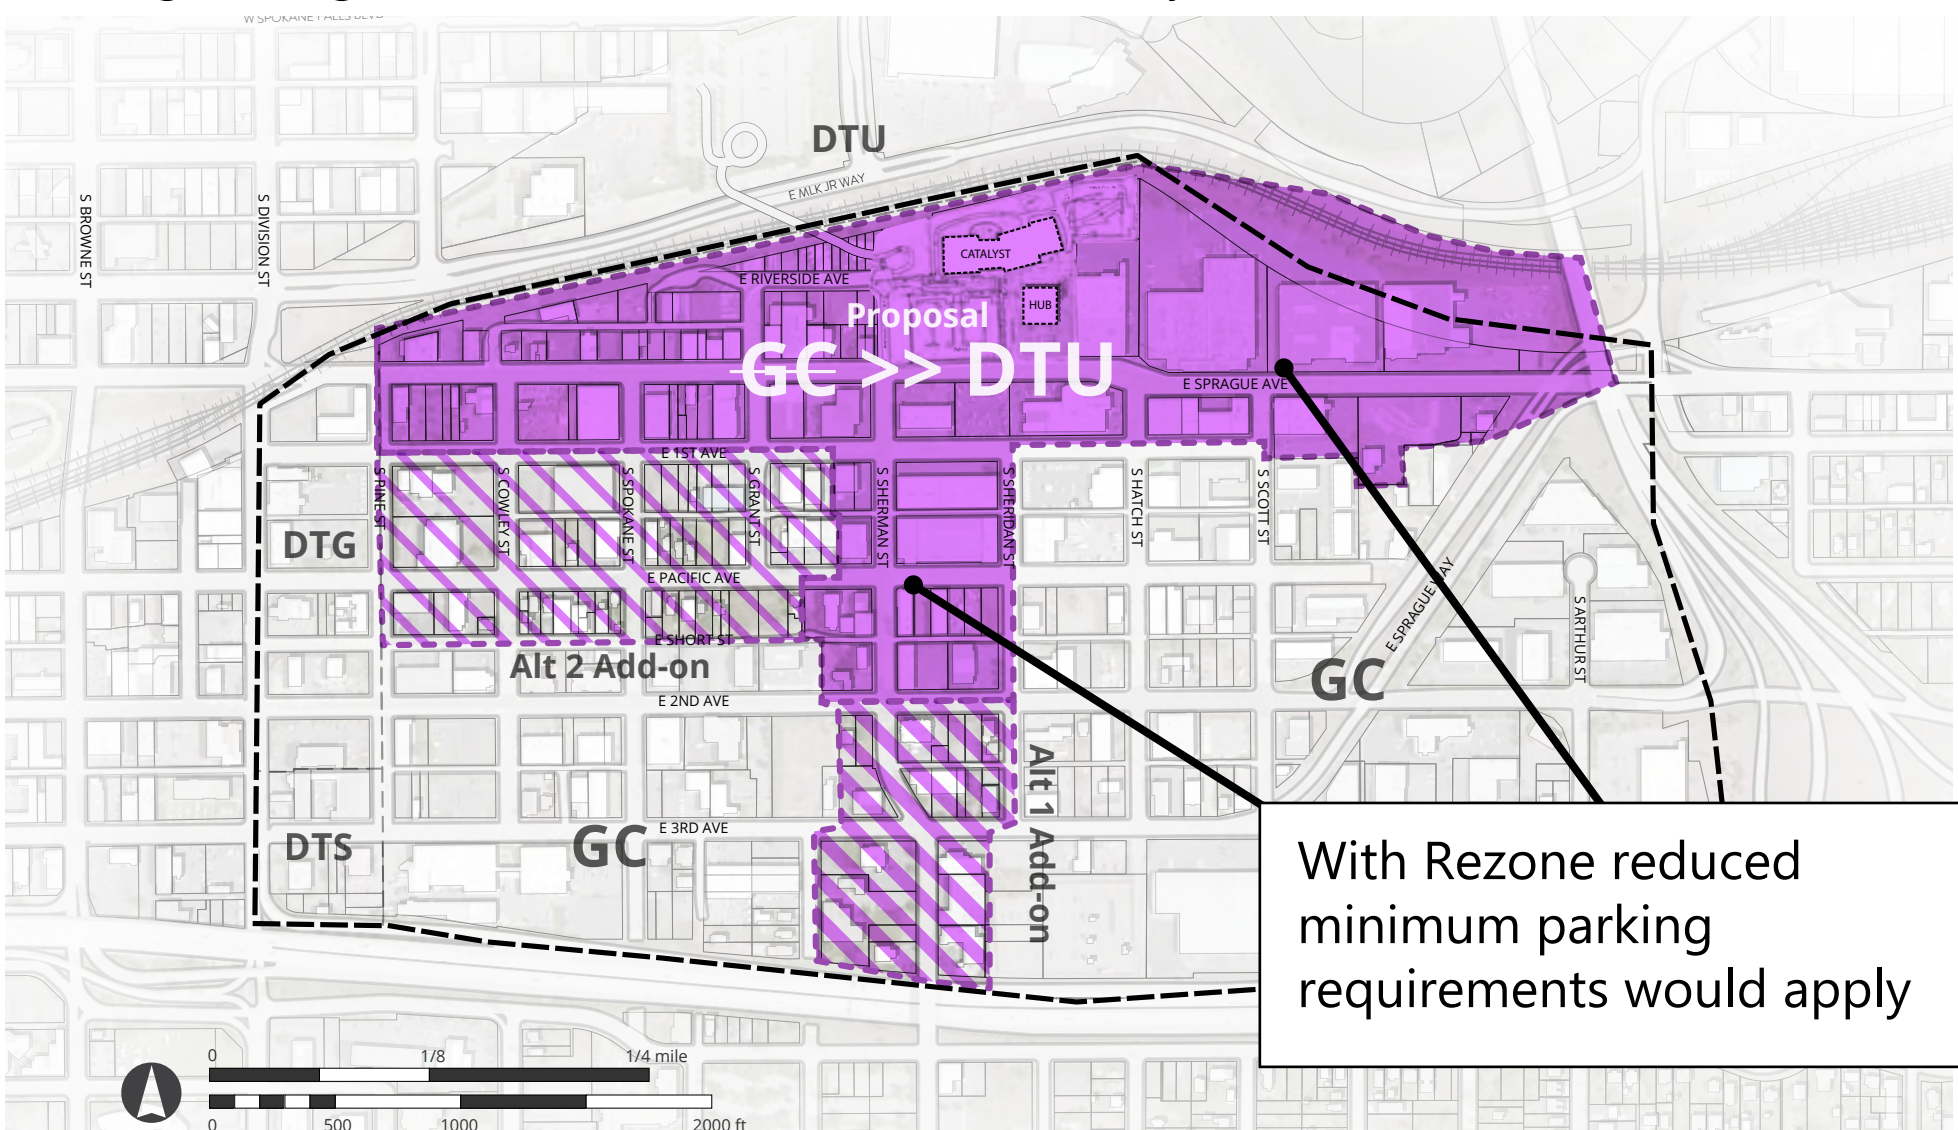 W SPOKANE FALLS BLVD
DTU
E MLK JR WAY
S BROWNE ST
S DIVISION ST
CATALYST
E RIVERSIDE AVE
HUB
Proposal
GC >> DTU
E SPRAGUE AVE
E 1ST AVE
S PINE ST
S COWLEY ST
S SPOKANE ST
S GRANT ST
S SHERMAN ST
S SHERIDAN ST
S HATCH ST
S SCOTT ST
DTG
E PACIFIC AVE
E SPRAGUE WAY
S ARTHUR ST
E SHORT ST
Alt 2 Add-on
GC
E 2ND AVE
Alt 1 Add-on
E 3RD AVE
DTS
GC
With Rezone reduced
minimum parking
requirements would apply
0 1/8 1/4 mile
0 500 1000 2000 ft